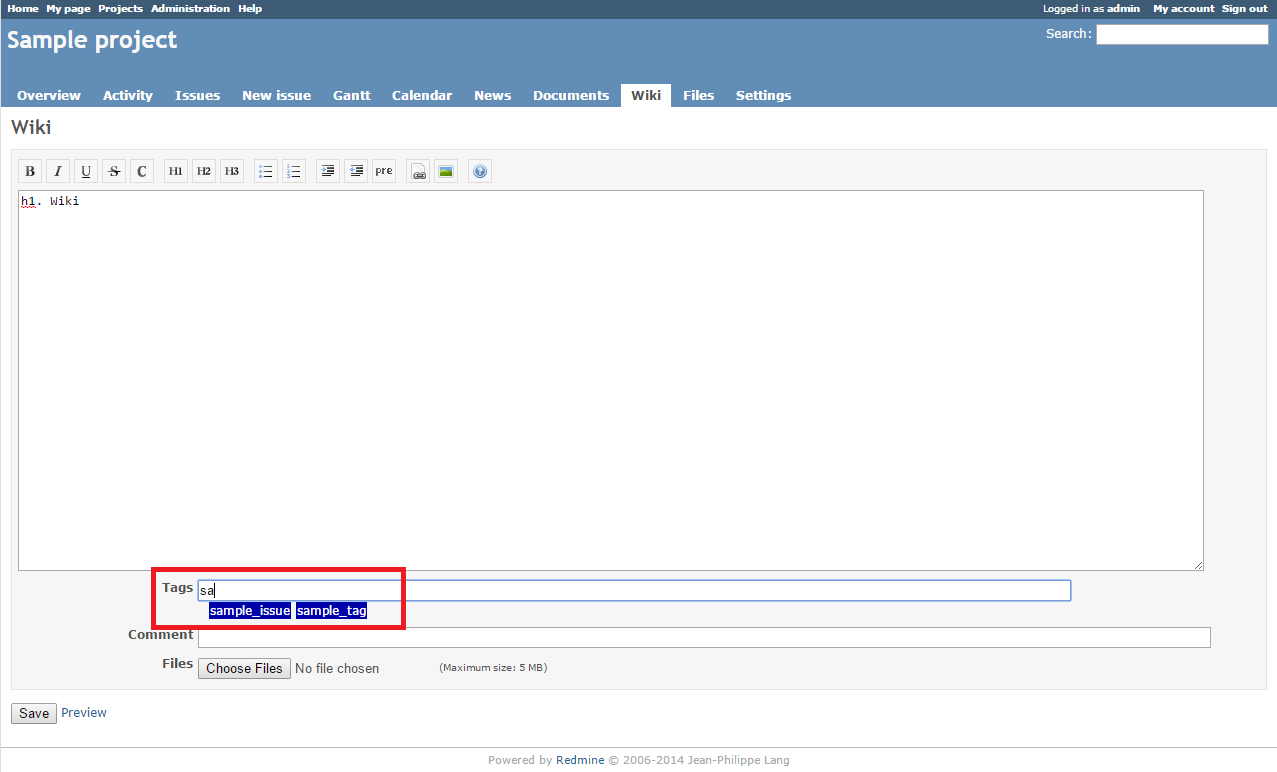 Home My page Projects Administration Help Logged in as admin My account Sign out
Sample project Search:
Overview Activity Issues New issue Gantt Calendar News Documents Wiki Files Settings
Wiki
B I U S C H1 H2 H3 1 2 3 pre ?
h1. Wiki
Tags sa
sample_issue sample_tag
Comment
Files Choose Files No file chosen (Maximum size: 5 MB)
Save Preview
Powered by Redmine © 2006-2014 Jean-Philippe Lang